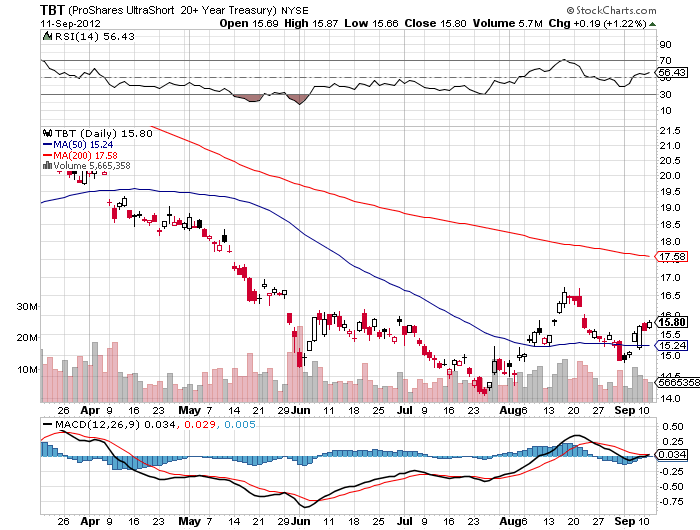 TBT (ProShares UltraShort 20+ Year Treasury) NYSE © StockCharts.com
11-Sep-2012 Open 15.69 High 15.87 Low 15.66 Close 15.80 Volume 5.7M Chg +0.19 (+1.22%)
RSI(14) 56.43
90
70
56.43
50
30
10
TBT (Daily) 15.80
MA(50) 15.24
MA(200) 17.58
Volume 5,665,358
21.5
21.0
20.5
20.0
19.5
19.0
18.5
18.0
17.58
17.0
16.5
15.80
15.5
15.24
15.0
14.0
30M
20M
10M
5665358
26 Apr 9 16 23 May 7 14 21 29 Jun 11 18 25 Jul 9 16 23 Aug 6 13 20 27 Sep 10
MACD(12,26,9) 0.034, 0.029, 0.005
0.50
0.25
0.034
-0.25
-0.50
-0.75
26 Apr 9 16 23 May 7 14 21 29 Jun 11 18 25 Jul 9 16 23 Aug 6 13 20 27 Sep 10